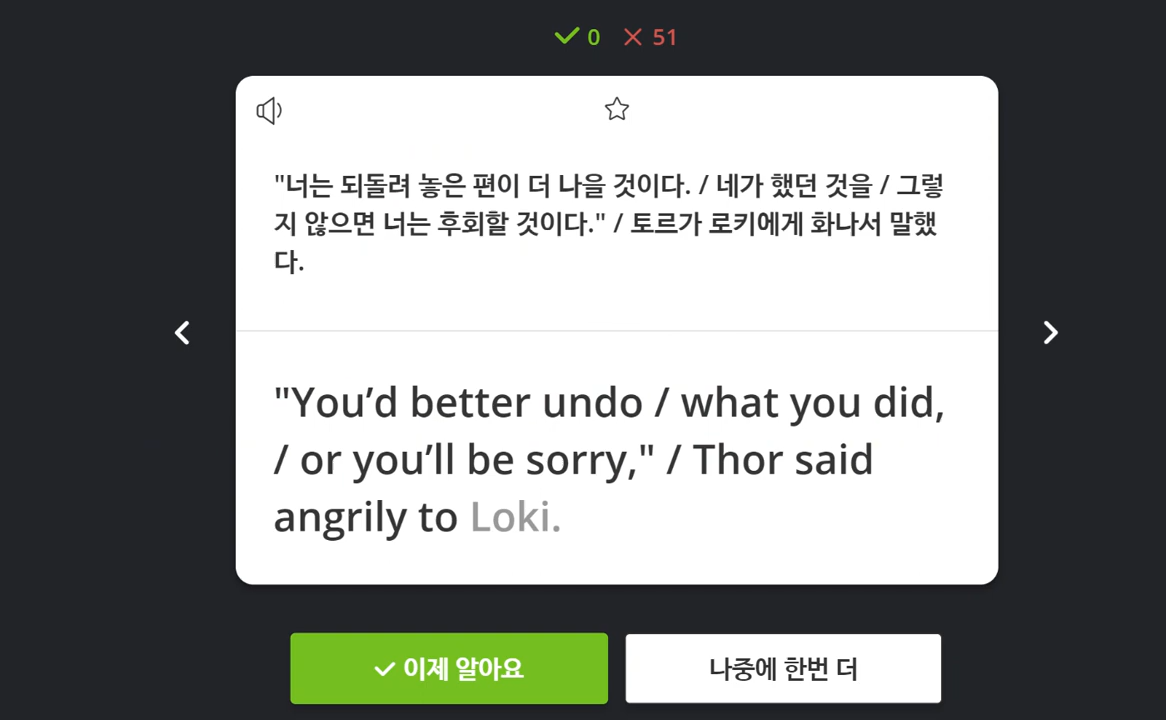 0 51
"너는 되돌려 놓은 편이 더 나을 것이다. / 네가 했던 것을 / 그렇
지 않으면 너는 후회할 것이다." / 토르가 로키에게 화나서 말했
다.
"You’d better undo / what you did,
/ or you’ll be sorry," / Thor said
angrily to Loki.
이제 알아요 나중에 한번 더